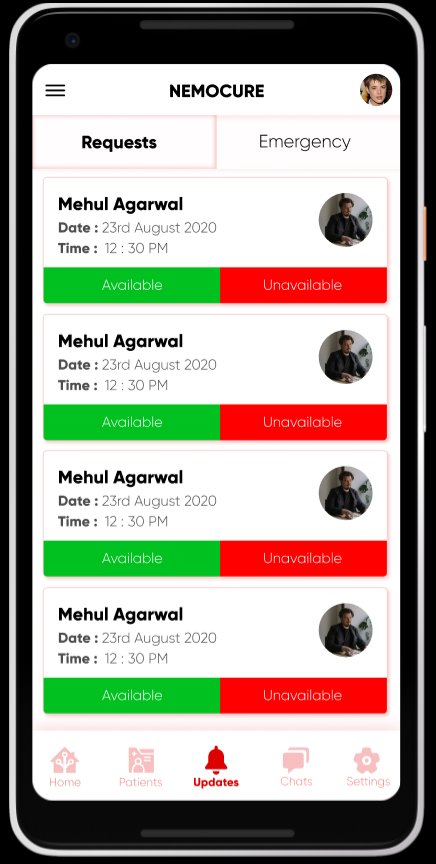 NEMOCURE
Requests Emergency
Mehul Agarwal
Date : 23rd August 2020
Time : 12 : 30 PM
Available Unavailable
Mehul Agarwal
Date : 23rd August 2020
Time : 12 : 30 PM
Available Unavailable
Mehul Agarwal
Date : 23rd August 2020
Time : 12 : 30 PM
Available Unavailable
Mehul Agarwal
Date : 23rd August 2020
Time : 12 : 30 PM
Available Unavailable
Home Patients Updates Chats Settings